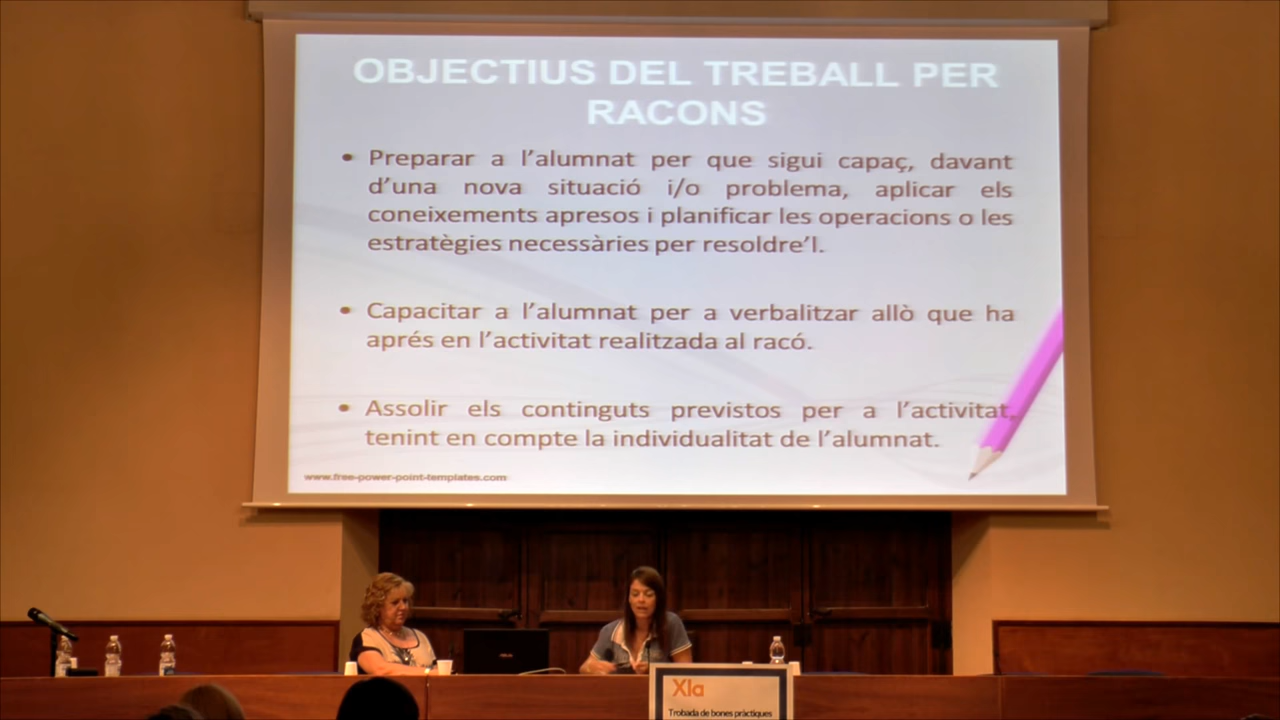 OBJECTIUS DEL TREBALL PER
RACONS
• Preparar a l’alumnat per que sigui capaç, davant
d’una nova situació i/o problema, aplicar els
coneixements apresos i planificar les operacions o les
estratègies necessàries per resoldre’l.
• Capacitar a l’alumnat per a verbalitzar allò que ha
aprés en l’activitat realitzada al racó.
• Assolir els continguts previstos per a l’activitat,
tenint en compte la individualitat de l’alumnat.
www.free-power-point-templates.com
XIa
Trobada de bones pràctiques